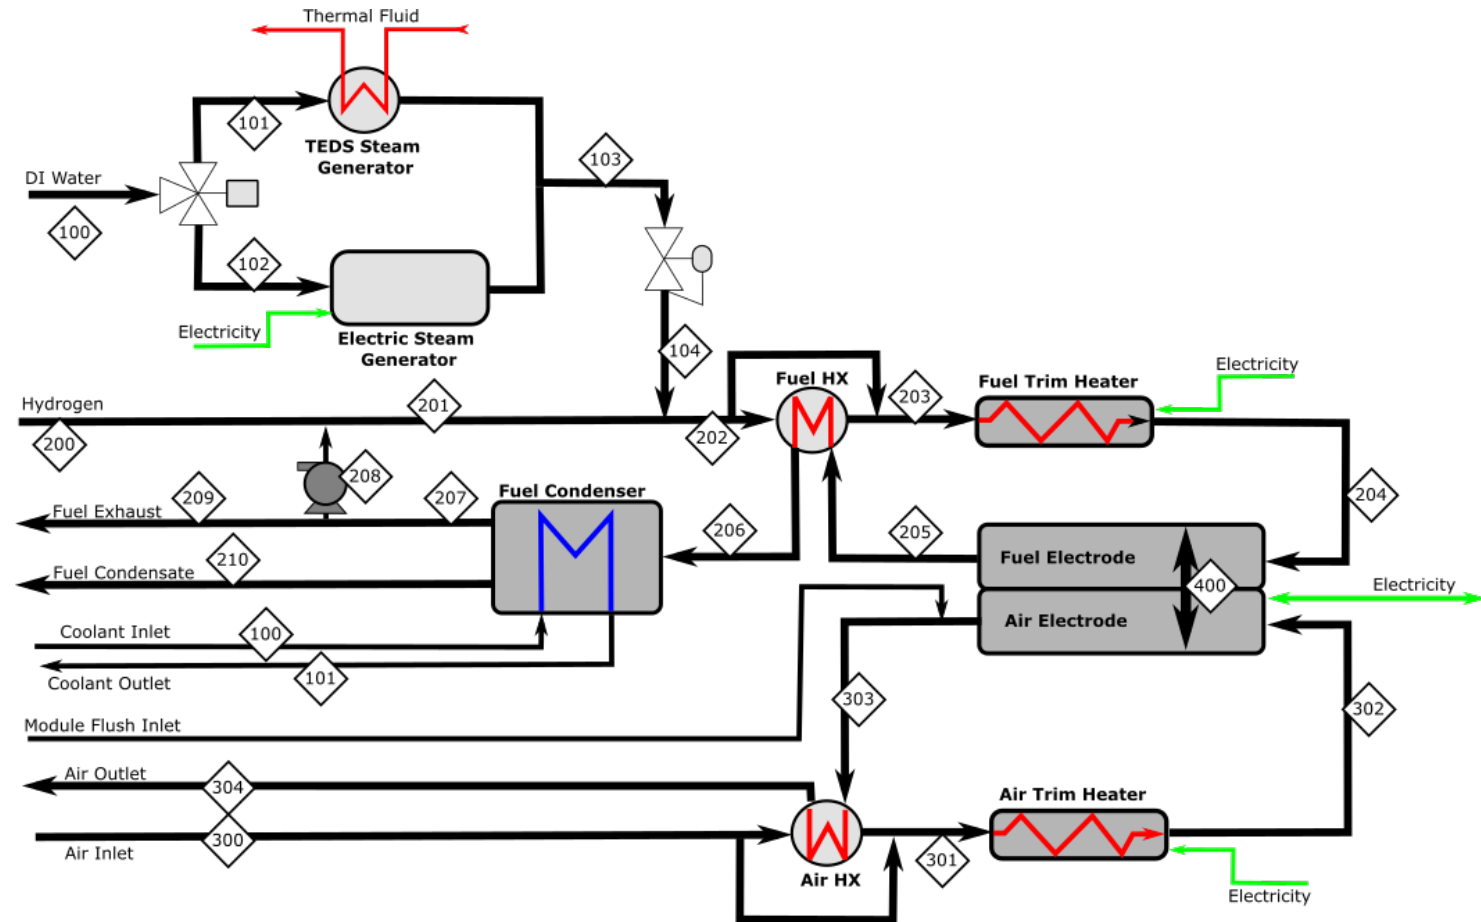 Thermal Fluid
101
TEDS Steam
Generator
103
DI Water
100
102
Electricity
Electric Steam
Generator
104
Fuel HX
Fuel Trim Heater
Electricity
Hydrogen
200
201
202
203
208
209
207
Fuel Condenser
204
Fuel Exhaust
206
205
Fuel Electrode
210
Fuel Condensate
400
Electricity
Air Electrode
Coolant Inlet
100
101
Coolant Outlet
303
302
Module Flush Inlet
Air Outlet
304
Air Trim Heater
300
Air Inlet
301
Air HX
Electricity